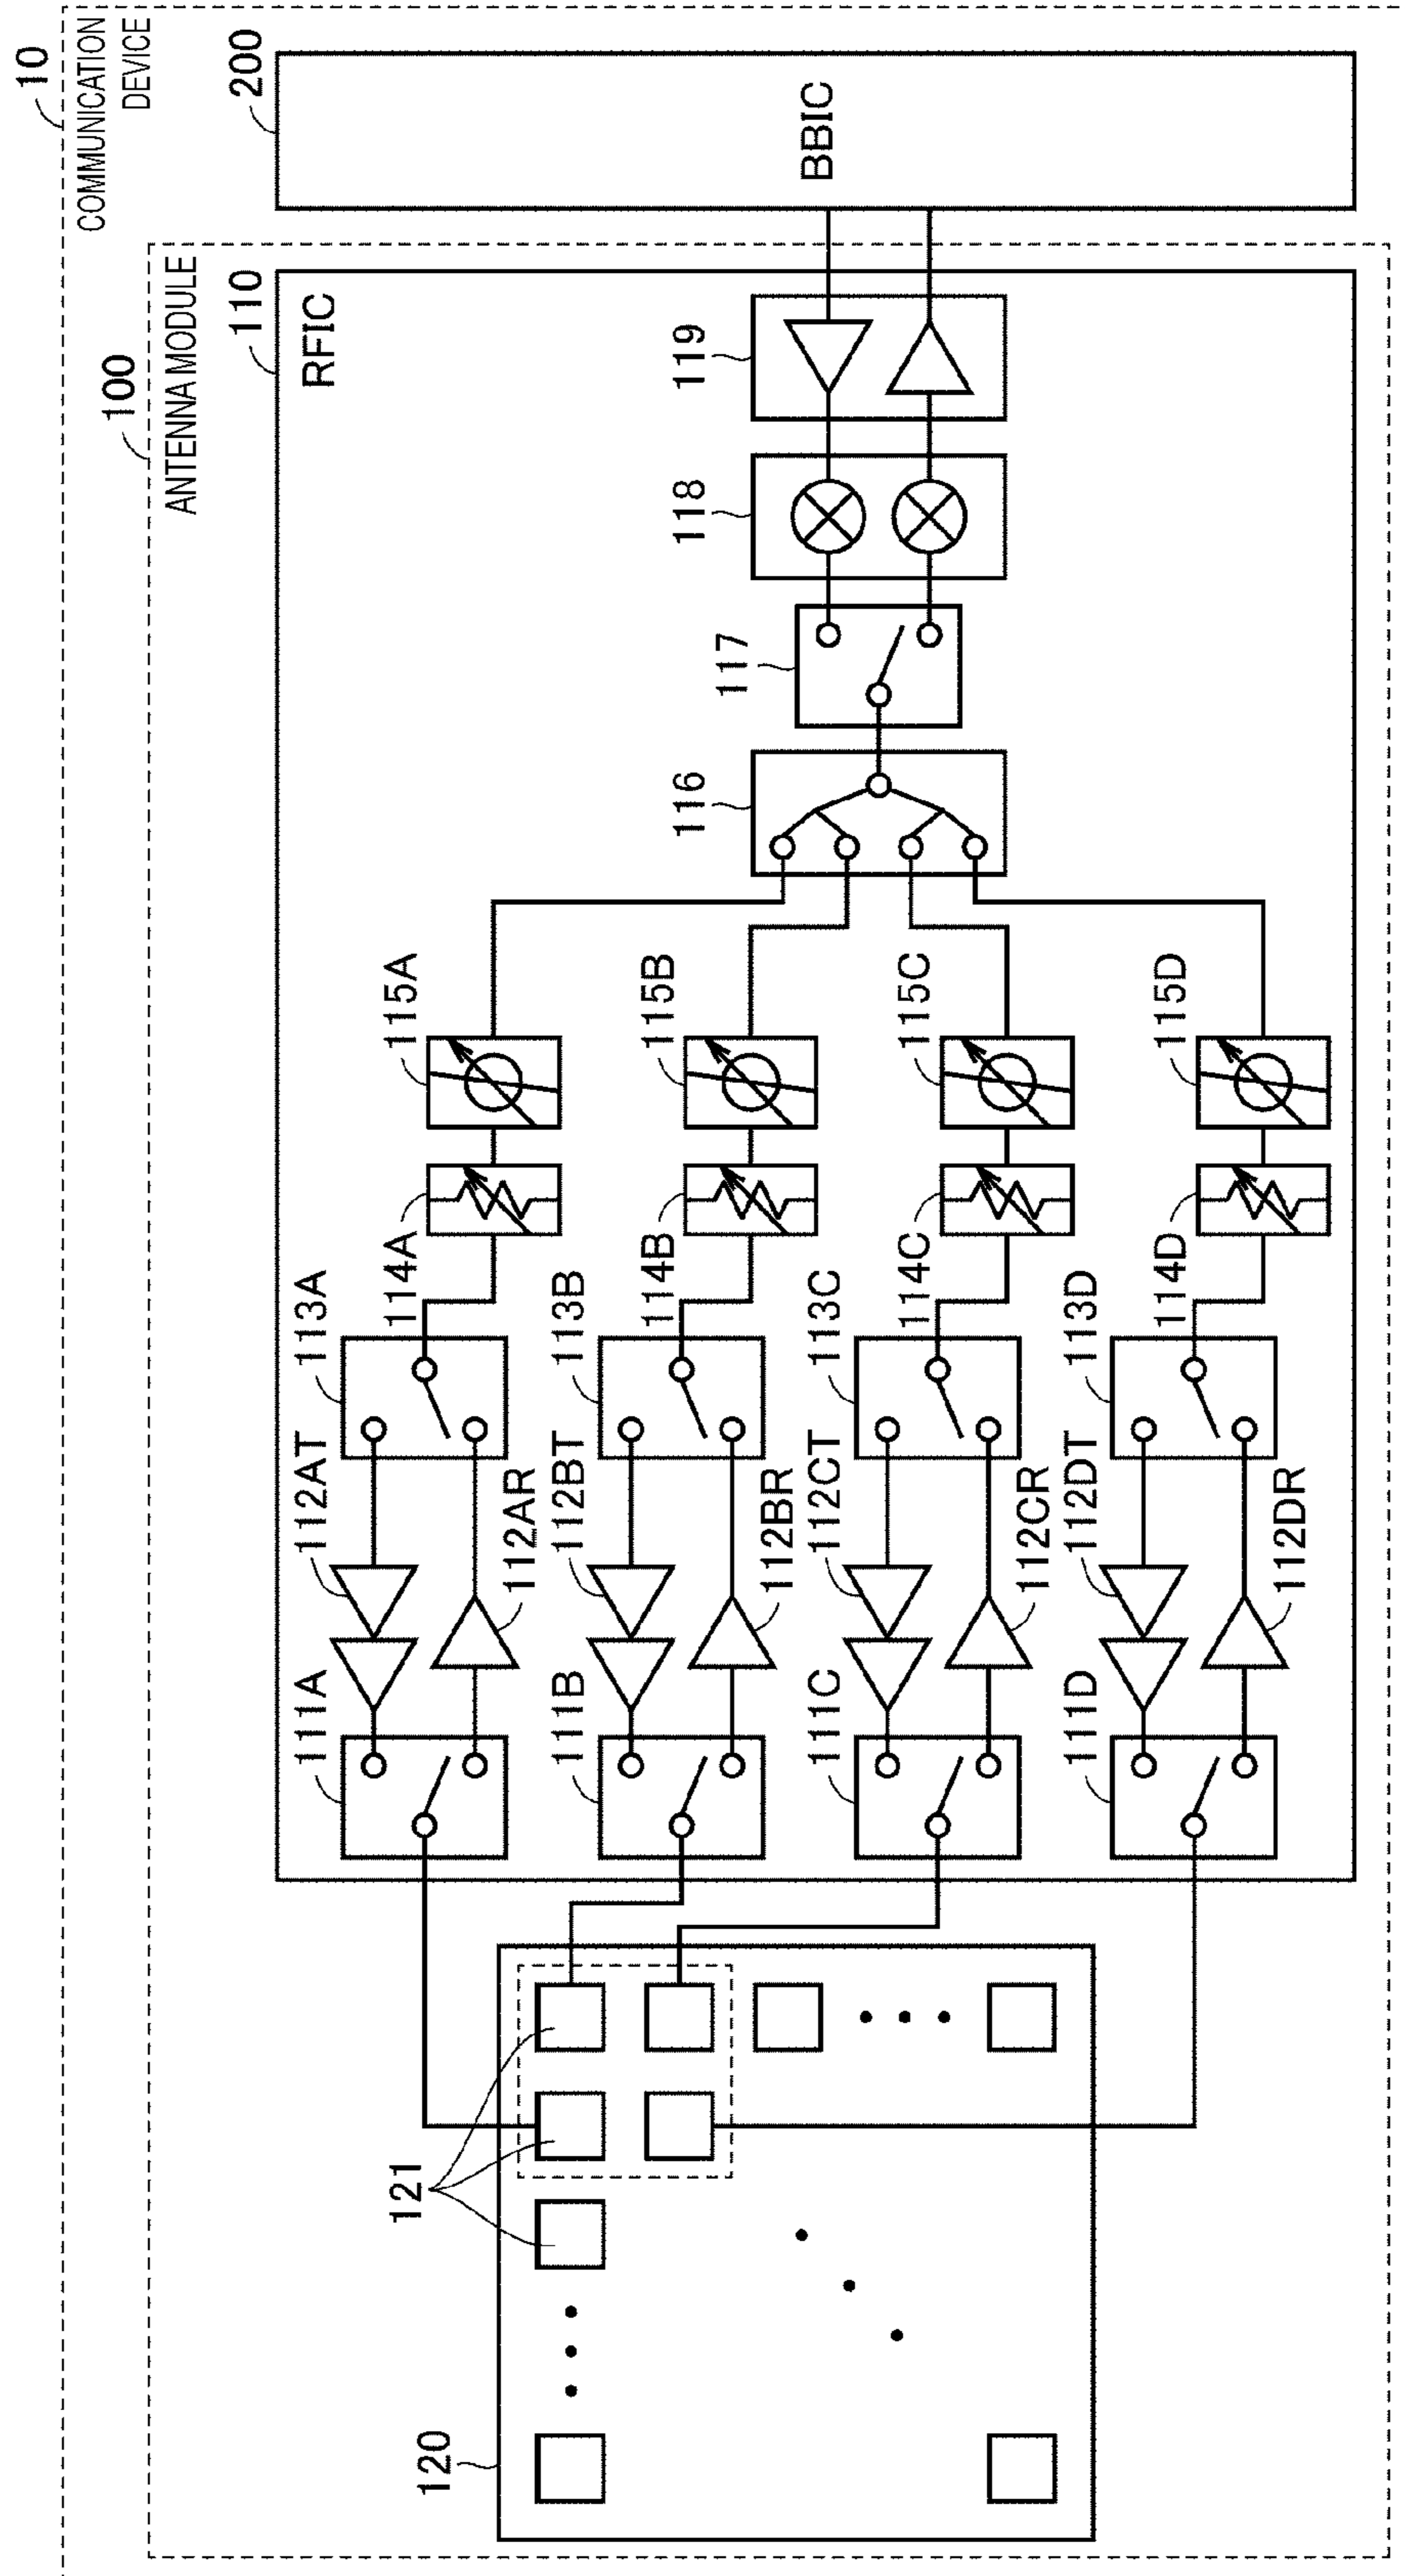 10
COMMUNICATION
DEVICE
100
ANTENNA MODULE
110
200
RFIC
BBIC
120
121
111A
112AT
113A
112AR
114A
115A
111B
112BT
113B
112BR
114B
115B
111C
112CT
113C
112CR
114C
115C
111D
112DT
113D
112DR
114D
115D
116
117
118
119